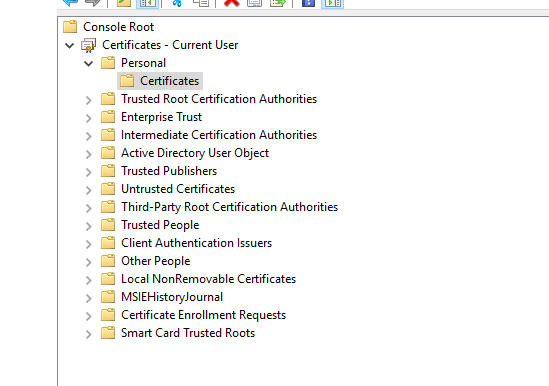 Console Root
Certificates - Current User
Personal
Certificates
Trusted Root Certification Authorities
Enterprise Trust
Intermediate Certification Authorities
Active Directory User Object
Trusted Publishers
Untrusted Certificates
Third-Party Root Certification Authorities
Trusted People
Client Authentication Issuers
Other People
Local NonRemovable Certificates
MSIEHistoryJournal
Certificate Enrollment Requests
Smart Card Trusted Roots